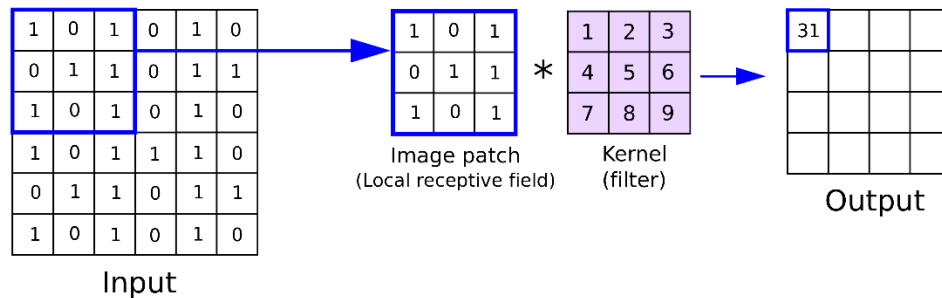 1 0 1 0 1 0
0 1 1 0 1 1
1 0 1 0 1 0
1 0 1 1 1 0
0 1 1 0 1 1
1 0 1 0 1 0
Input
1 0 1
0 1 1
1 0 1
Image patch
(Local receptive field)
*
1 2 3
4 5 6
7 8 9
Kernel
(filter)
31
Output